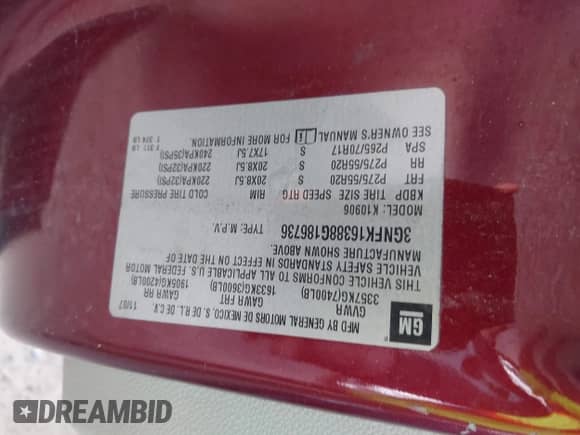 GM
MFD BY GENERAL MOTORS DE MEXICO, S. DE R.L. DE C.V.
11/07
GVWR GAWR FRT GAWR RR
3357KG(7400LB) 1633KG(3600LB) 1905KG(4200LB)
THIS VEHICLE CONFORMS TO ALL APPLICABLE U.S. FEDERAL MOTOR
VEHICLE SAFETY STANDARDS IN EFFECT ON THE DATE OF
MANUFACTURE SHOWN ABOVE.
3GNFK16388G186736 TYPE: M.P.V.
MODEL: K10906
KBDP TIRE SIZE SPEED RTG RIM COLD TIRE PRESSURE
FRT P275/55R20 S 20X8.5J 220KPA(32PSI)
RR P275/55R20 S 20X8.5J 220KPA(32PSI)
SPA P265/70R17 S 17X7.5J 240KPA(35PSI)
SEE OWNER'S MANUAL FOR MORE INFORMATION.
DREAMBID